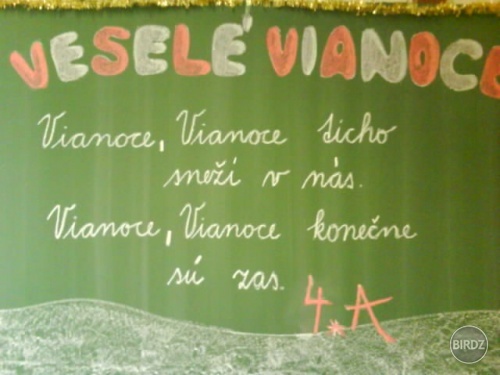 VESELÉ VIANOCE
Vianoce, Vianoce ticho
sneží v nás.
Vianoce, Vianoce konečne
sú zas.
4.A
BIRDZ